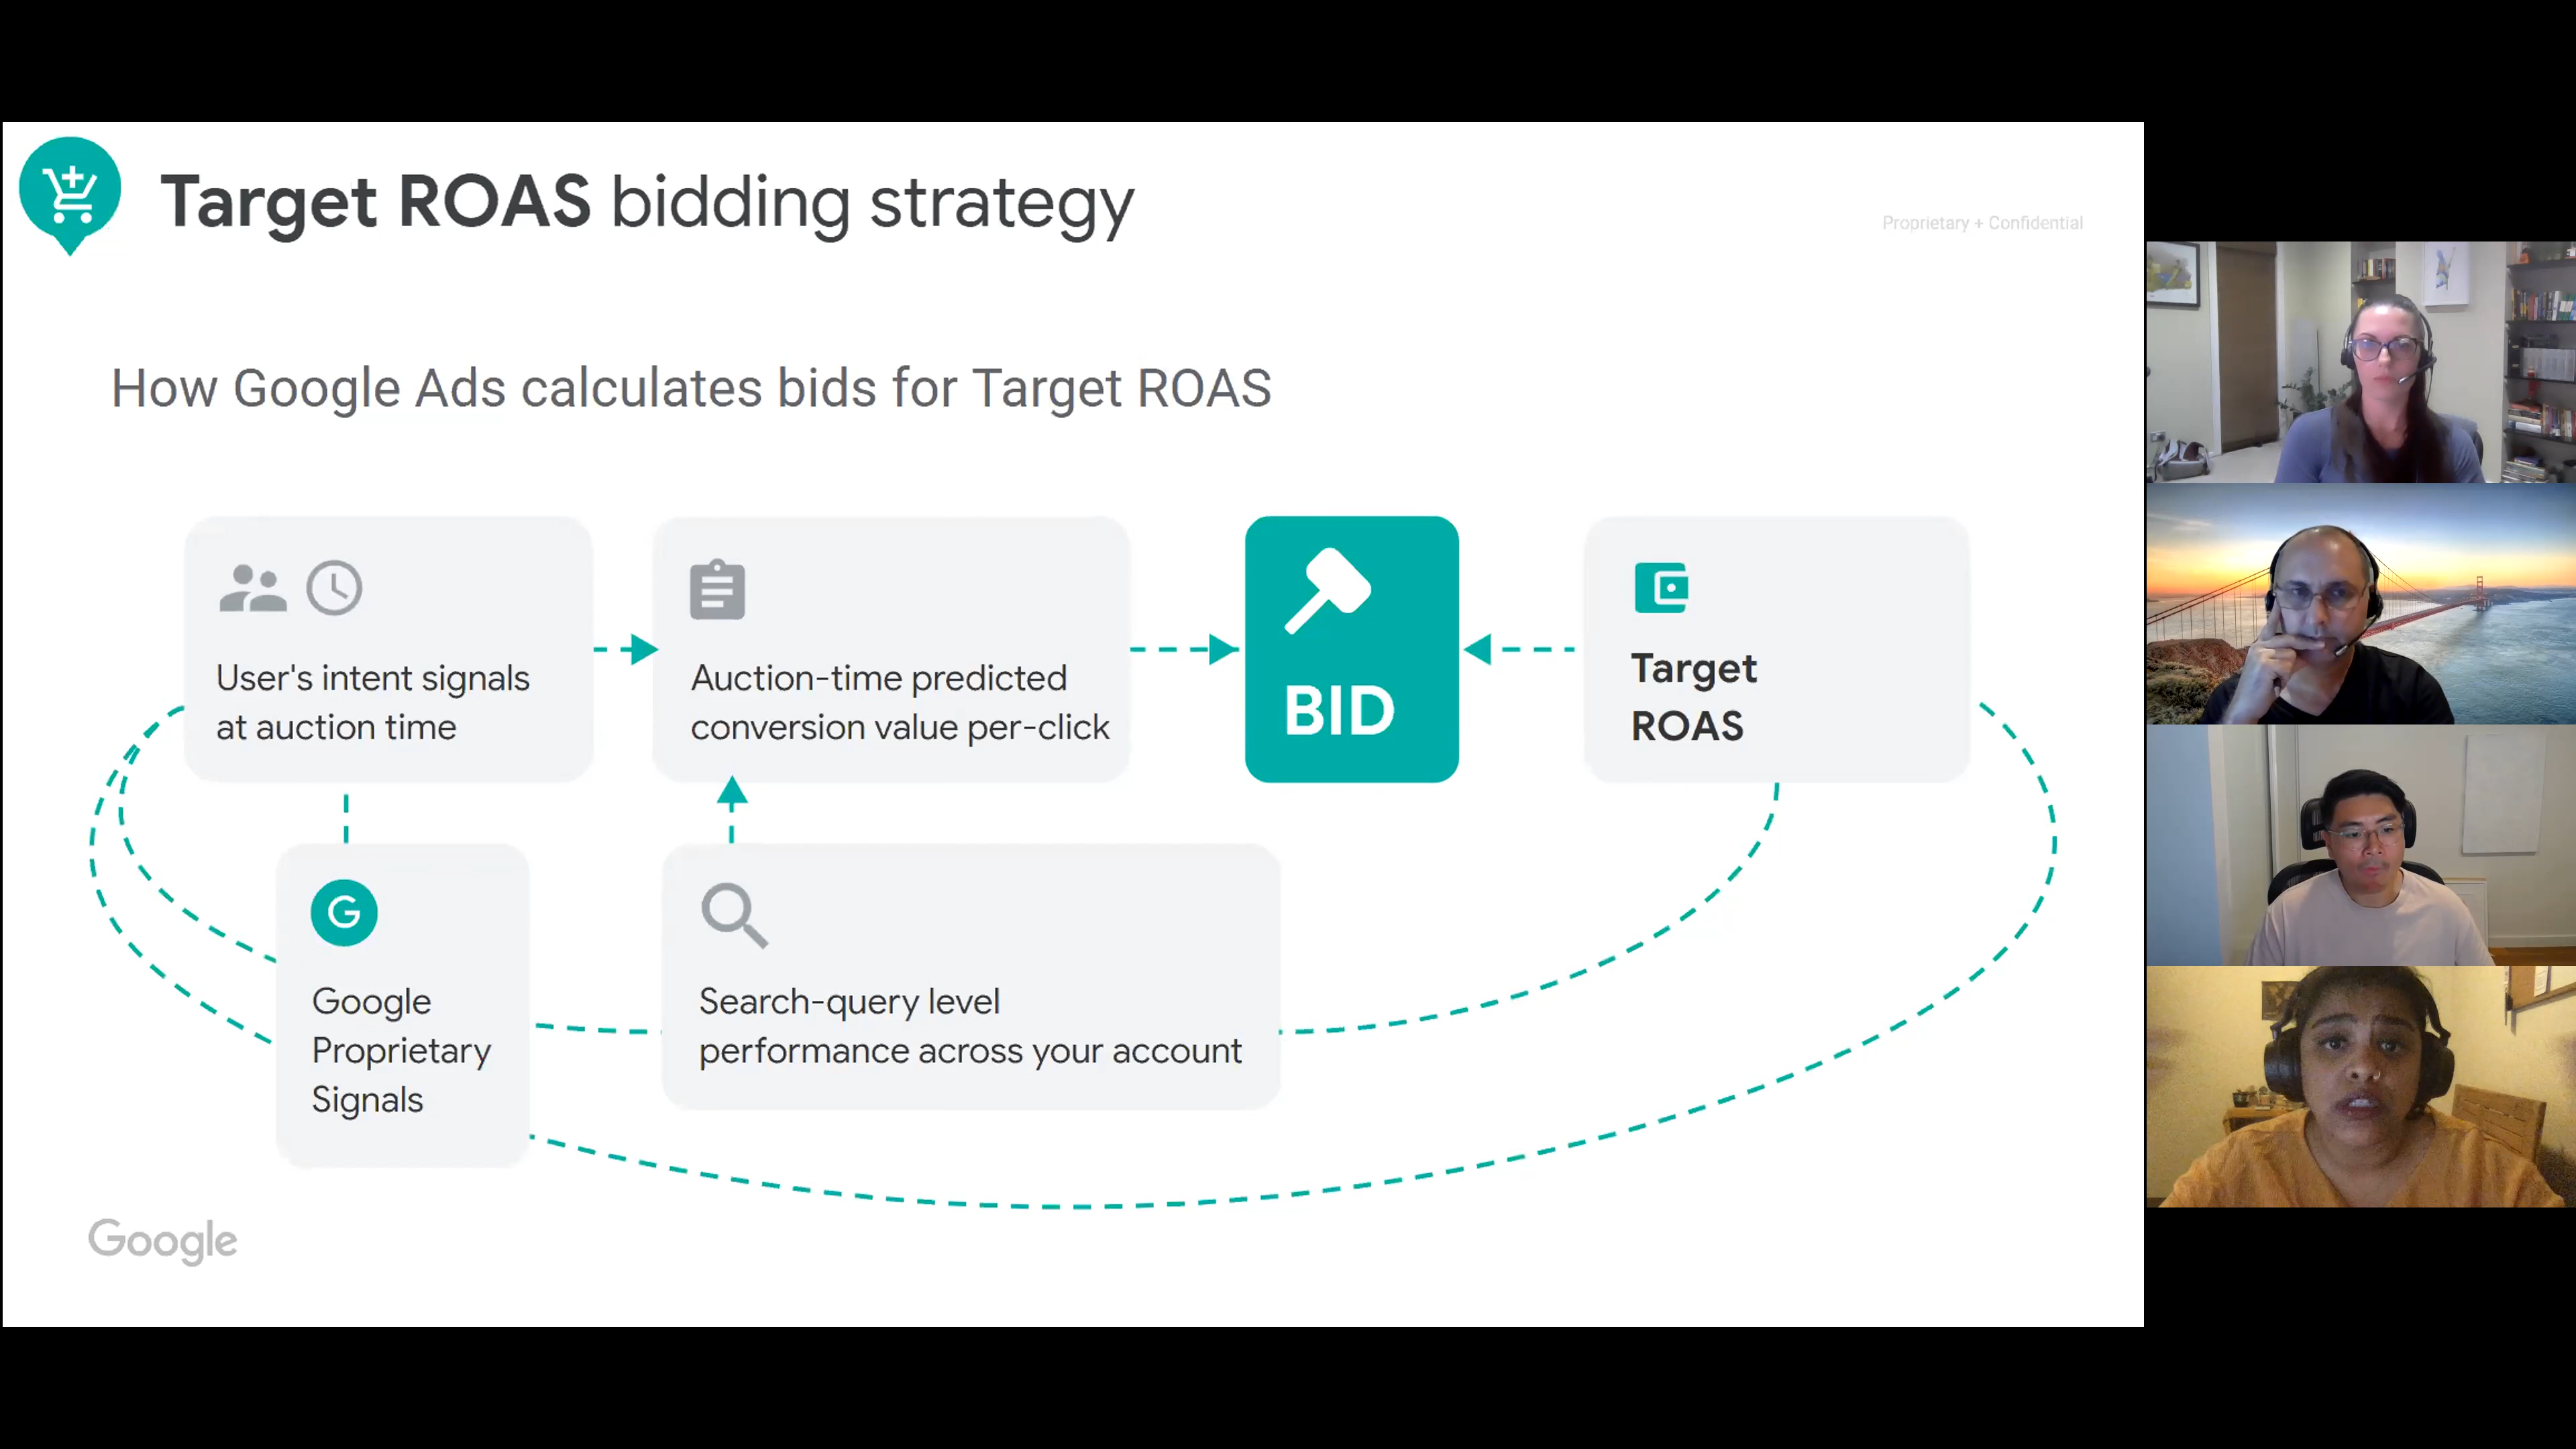 Target ROAS bidding strategy
Proprietary + Confidential
How Google Ads calculates bids for Target ROAS
User's intent signals
at auction time
Auction-time predicted
conversion value per-click
BID
Target
ROAS
G
Google
Proprietary
Signals
Search-query level
performance across your account
Google